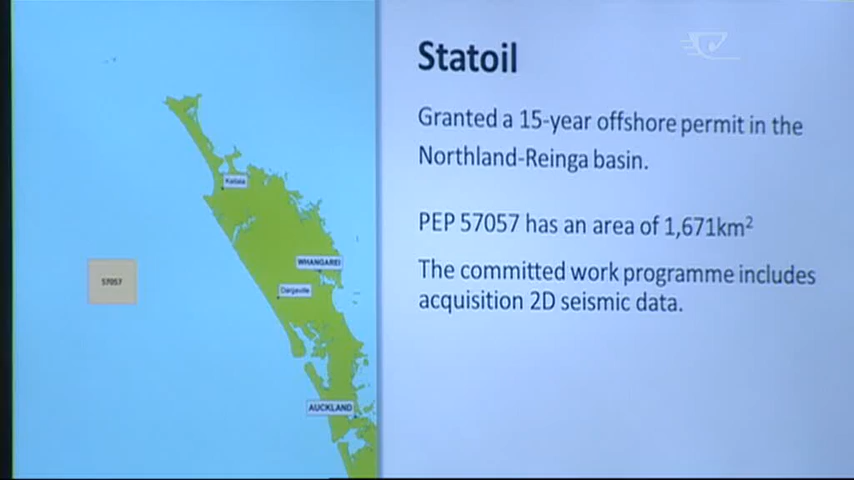 Statoil
Granted a 15-year offshore permit in the
Northland-Reinga basin.
PEP 57057 has an area of 1,671km²
The committed work programme includes
acquisition 2D seismic data.
Kaitaia
WHANGAREI
57057
Dargaville
AUCKLAND